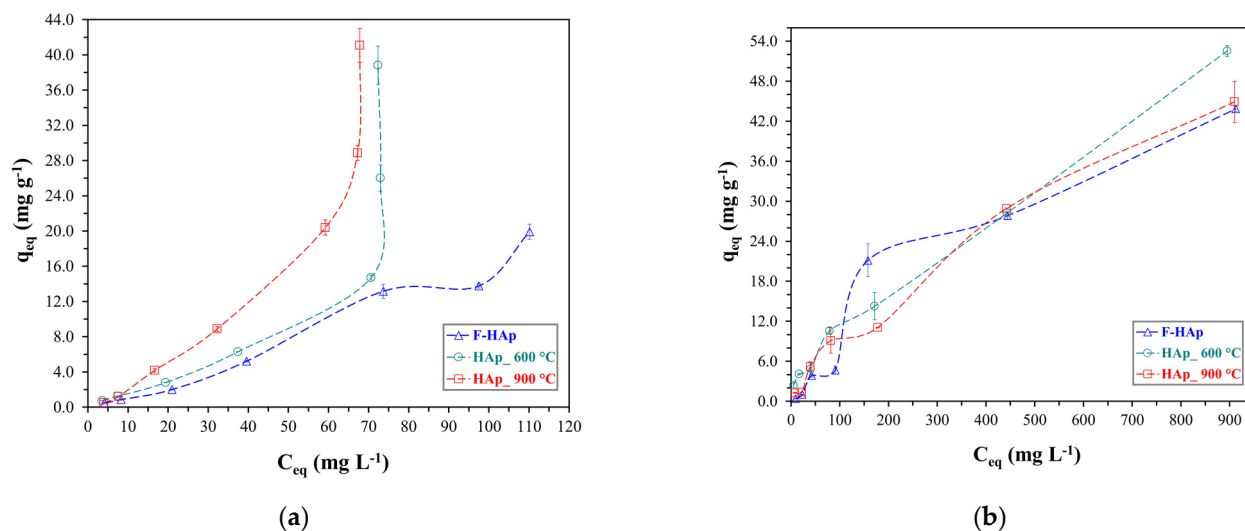 44.0
40.0
36.0
32.0
28.0
24.0
20.0
16.0
12.0
8.0
4.0
0.0
q_eq (mg g⁻¹)
F-HAp
HAp_ 600 °C
HAp_ 900 °C
0 10 20 30 40 50 60 70 80 90 100 110 120
C_eq (mg L⁻¹)
(a)
54.0
48.0
42.0
36.0
30.0
24.0
18.0
12.0
6.0
0.0
q_eq (mg g⁻¹)
F-HAp
HAp_ 600 °C
HAp_ 900 °C
0 100 200 300 400 500 600 700 800 900
C_eq (mg L⁻¹)
(b)